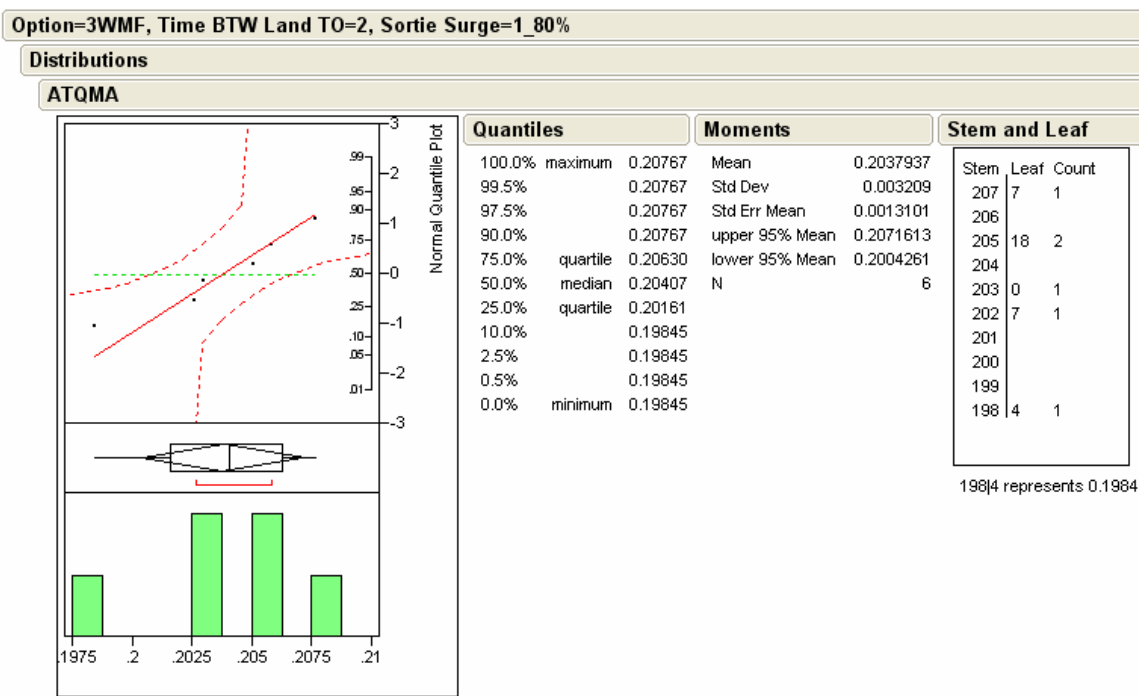 Option=3WMF, Time BTW Land TO=2, Sortie Surge=1_80%
Distributions
ATQMA
3
.99
2
.95
.90
1
.75
.50
0
.25
-1
.10
.05
-2
.01
-3
Normal Quantile Plot
.1975 .2 .2025 .205 .2075 .21
Quantiles
100.0% maximum 0.20767
99.5% 0.20767
97.5% 0.20767
90.0% 0.20767
75.0% quartile 0.20630
50.0% median 0.20407
25.0% quartile 0.20161
10.0% 0.19845
2.5% 0.19845
0.5% 0.19845
0.0% minimum 0.19845
Moments
Mean 0.2037937
Std Dev 0.003209
Std Err Mean 0.0013101
upper 95% Mean 0.2071613
lower 95% Mean 0.2004261
N 6
Stem and Leaf
Stem Leaf Count
207 7 1
206
205 18 2
204
203 0 1
202 7 1
201
200
199
198 4 1
198|4 represents 0.1984